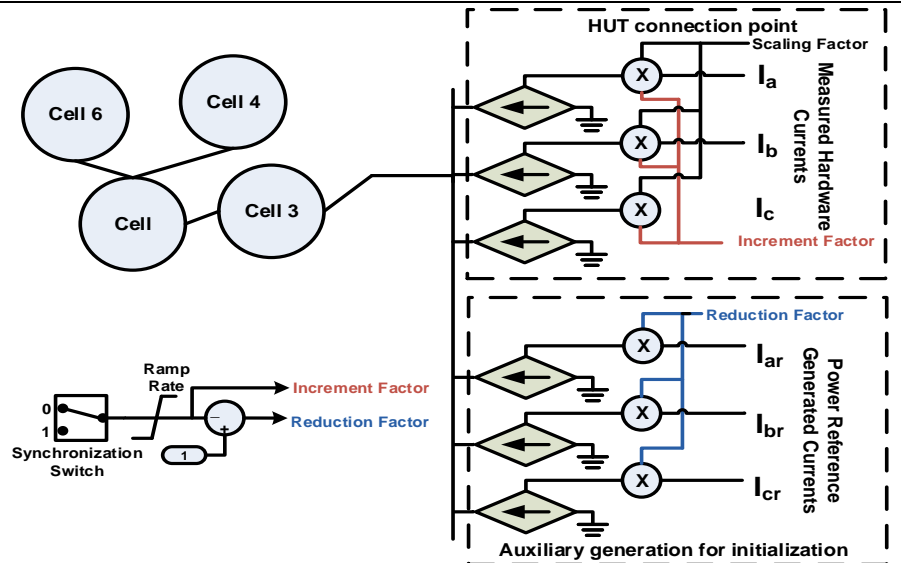 HUT connection point
Scaling Factor
X
Ia
X
Ib
X
Ic
Measured Hardware
Currents
Increment Factor
Cell 6
Cell 4
Cell
Cell 3
Reduction Factor
X
Iar
X
Ibr
X
Icr
Power Reference
Generated Currents
Auxiliary generation for initialization
Ramp
Rate
0
1
Synchronization
Switch
–
+
1
Increment Factor
Reduction Factor